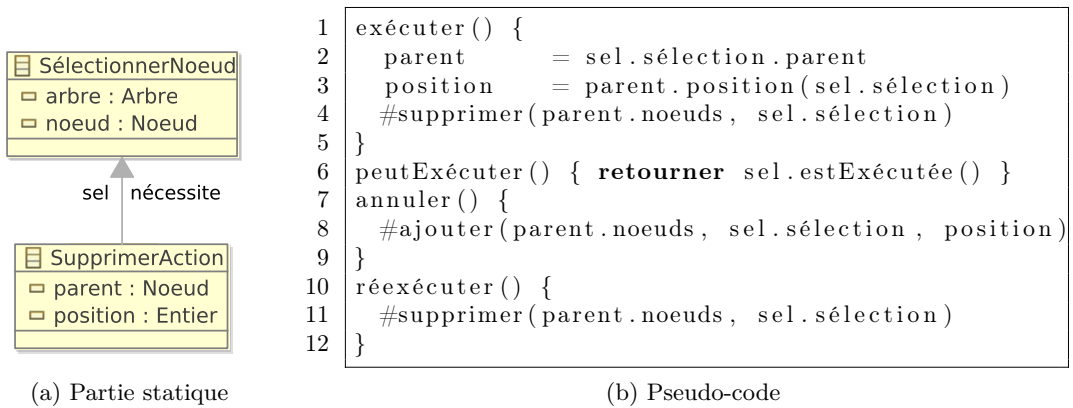 SélectionnerNoeud
arbre : Arbre
noeud : Noeud
sel nécessite
SupprimerAction
parent : Noeud
position : Entier
(a) Partie statique
1 exécuter() {
2 parent = sel.sélection.parent
3 position = parent.position(sel.sélection)
4 #supprimer(parent.noeuds, sel.sélection)
5 }
6 peutExécuter() { retourner sel.estExécutée() }
7 annuler() {
8 #ajouter(parent.noeuds, sel.sélection, position)
9 }
10 réexécuter() {
11 #supprimer(parent.noeuds, sel.sélection)
12 }
(b) Pseudo-code